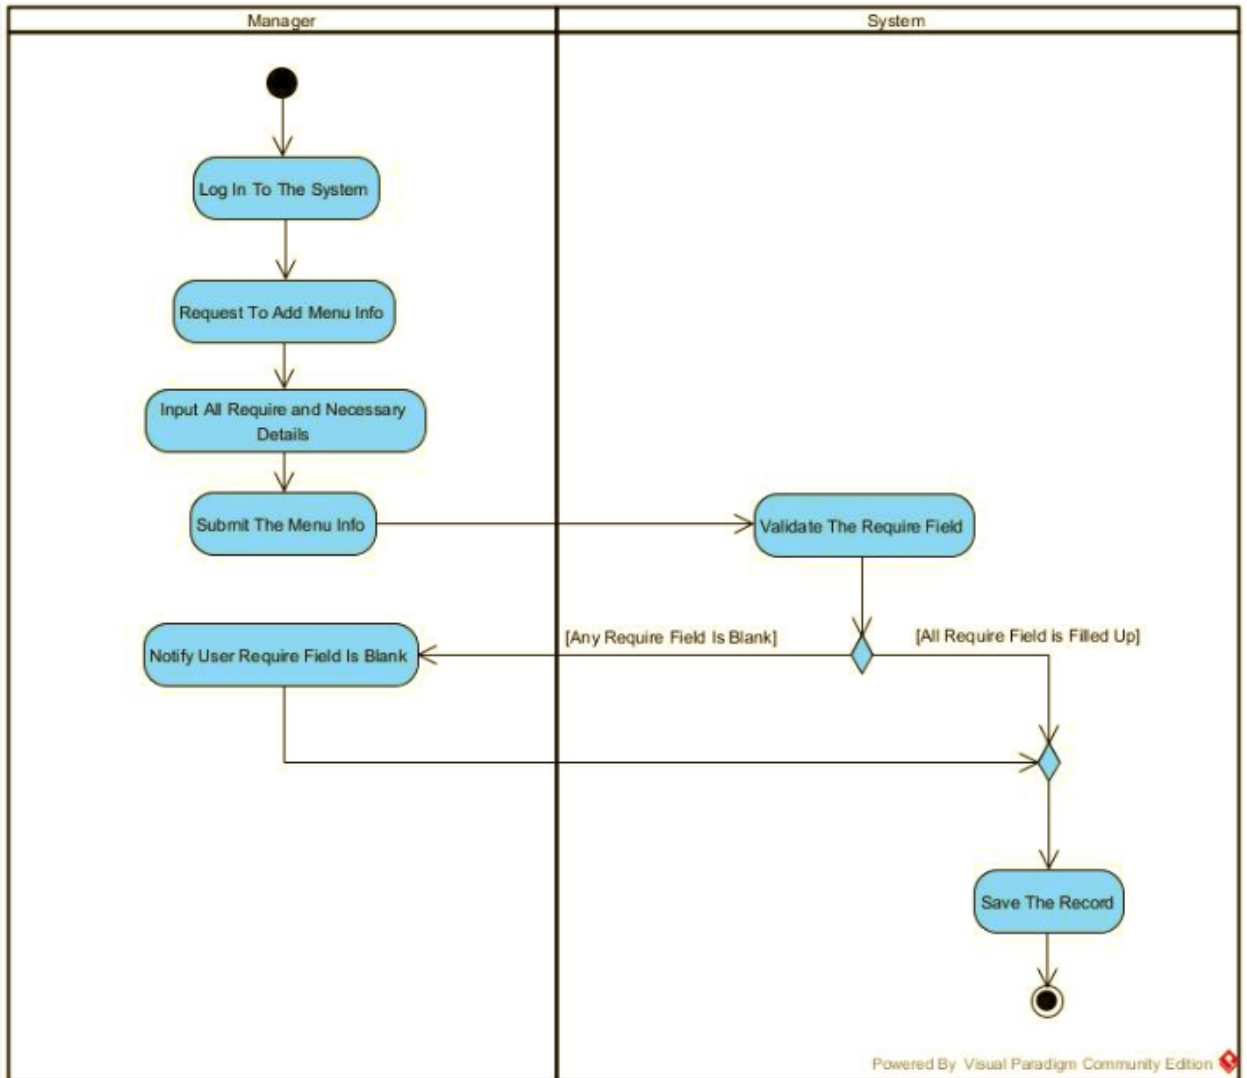 Manager
System
Log In To The System
Request To Add Menu Info
Input All Require and Necessary
Details
Submit The Menu Info
Validate The Require Field
[Any Require Field Is Blank]
[All Require Field is Filled Up]
Notify User Require Field Is Blank
Save The Record
Powered By Visual Paradigm Community Edition